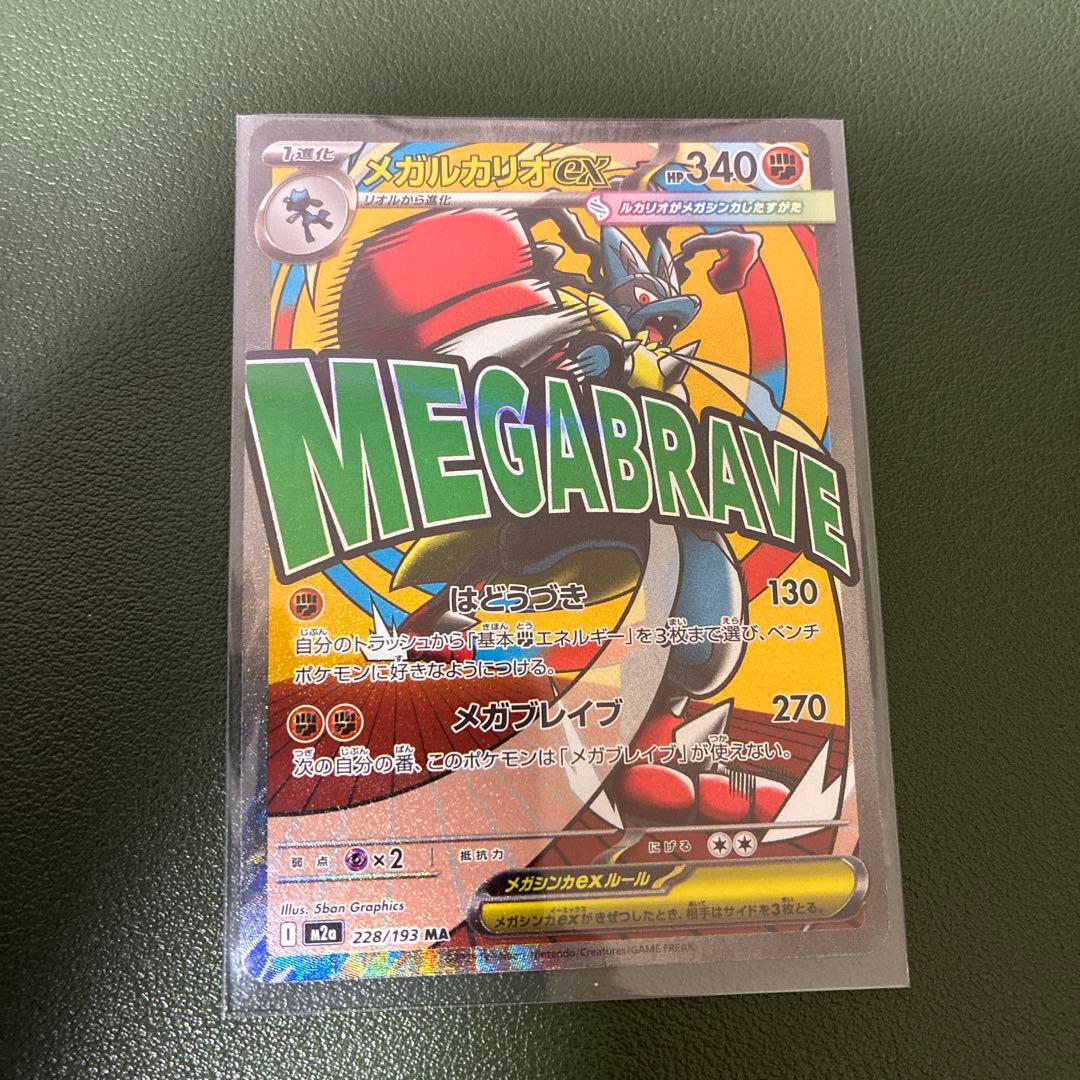 1進化
メガルカリオex
HP340
リオルから進化
ルカリオがメガシンカしたすがた
MEGABRAVE
はどうづき 130
自分のトラッシュから「基本エネルギー」を3枚まで選び、ベンチ
ポケモンに好きなようにつける。
メガブレイブ 270
次の自分の番、このポケモンは「メガブレイブ」が使えない。
弱点 ×2 抵抗力 にげる
メガシンカexルール
メガシンカexがきぜつしたとき、相手はサイドを3枚とる。
Illus. 5ban Graphics
I m2a 228/193 MA
Nintendo/Creatures/GAME FREAK